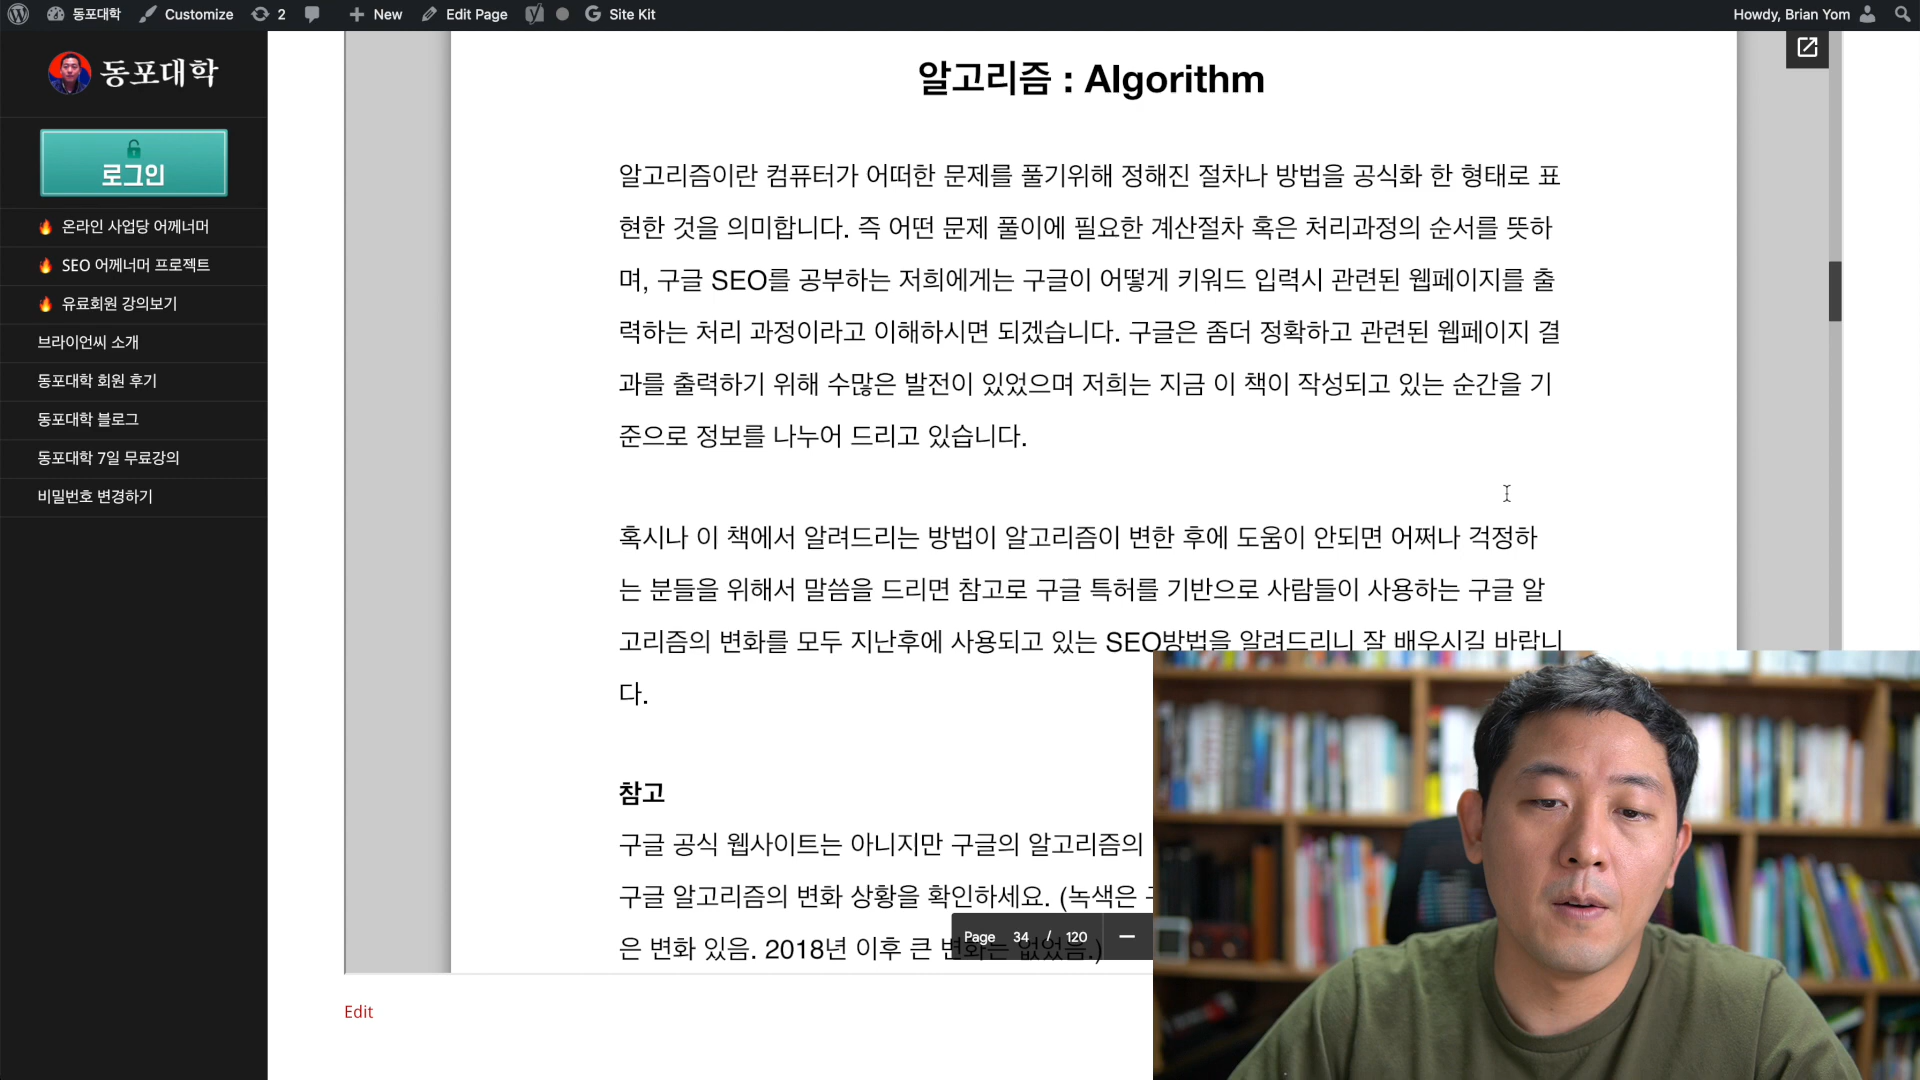 동포대학
Customize
2
New
Edit Page
Site Kit
Howdy, Brian Yom
동포대학
로그인
온라인 사업당 어께너머
SEO 어께너머 프로젝트
유료회원 강의보기
브라이언씨 소개
동포대학 회원 후기
동포대학 블로그
동포대학 7일 무료강의
비밀번호 변경하기
알고리즘 : Algorithm
알고리즘이란 컴퓨터가 어떠한 문제를 풀기위해 정해진 절차나 방법을 공식화 한 형태로 표
현한 것을 의미합니다. 즉 어떤 문제 풀이에 필요한 계산절차 혹은 처리과정의 순서를 뜻하
며, 구글 SEO를 공부하는 저희에게는 구글이 어떻게 키워드 입력시 관련된 웹페이지를 출
력하는 처리 과정이라고 이해하시면 되겠습니다. 구글은 좀더 정확하고 관련된 웹페이지 결
과를 출력하기 위해 수많은 발전이 있었으며 저희는 지금 이 책이 작성되고 있는 순간을 기
준으로 정보를 나누어 드리고 있습니다.
혹시나 이 책에서 알려드리는 방법이 알고리즘이 변한 후에 도움이 안되면 어쩌나 걱정하
는 분들을 위해서 말씀을 드리면 참고로 구글 특허를 기반으로 사람들이 사용하는 구글 알
고리즘의 변화를 모두 지난후에 사용되고 있는 SEO방법을 알려드리니 잘 배우시길 바랍니
다.
참고
구글 공식 웹사이트는 아니지만 구글의 알고리즘의
구글 알고리즘의 변화 상황을 확인하세요. (녹색은
은 변화 있음. 2018년 이후 큰 변화는 없었음.)
Page 34 / 120
Edit